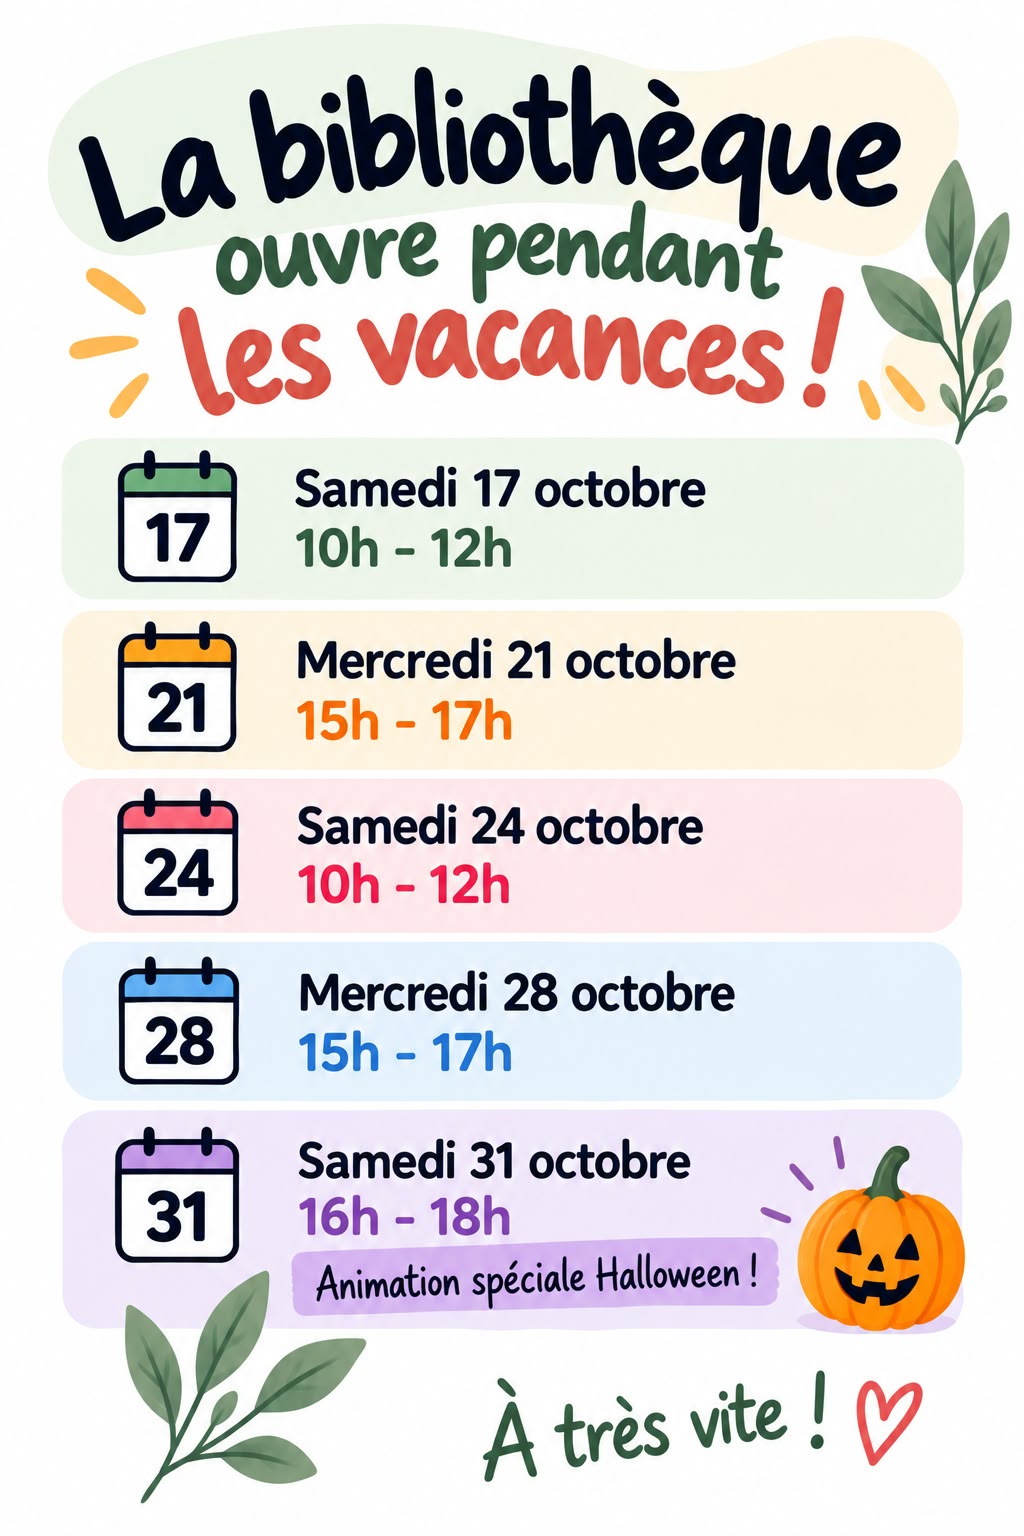 La bibliothèque
ouvre pendant
les vacances !
17
Samedi 17 octobre
10h - 12h
21
Mercredi 21 octobre
15h - 17h
24
Samedi 24 octobre
10h - 12h
28
Mercredi 28 octobre
15h - 17h
31
Samedi 31 octobre
16h - 18h
Animation spéciale Halloween !
À très vite !